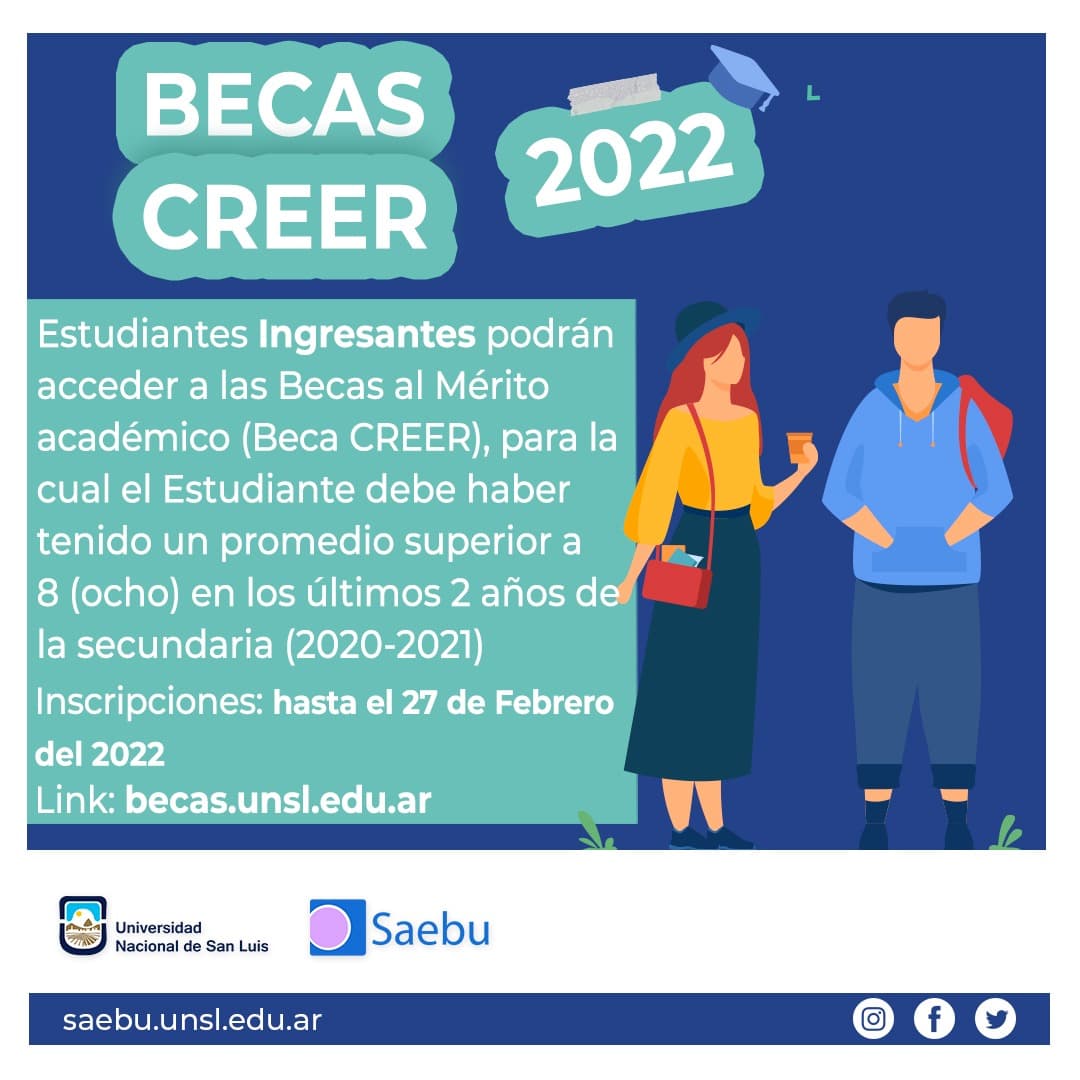 BECAS
CREER
2022
Estudiantes Ingresantes podrán
acceder a las Becas al Mérito
académico (Beca CREER), para la
cual el Estudiante debe haber
tenido un promedio superior a
8 (ocho) en los últimos 2 años de
la secundaria (2020-2021)
Inscripciones: hasta el 27 de Febrero
del 2022
Link: becas.unsl.edu.ar
Universidad
Nacional de San Luis
Saebu
saebu.unsl.edu.ar